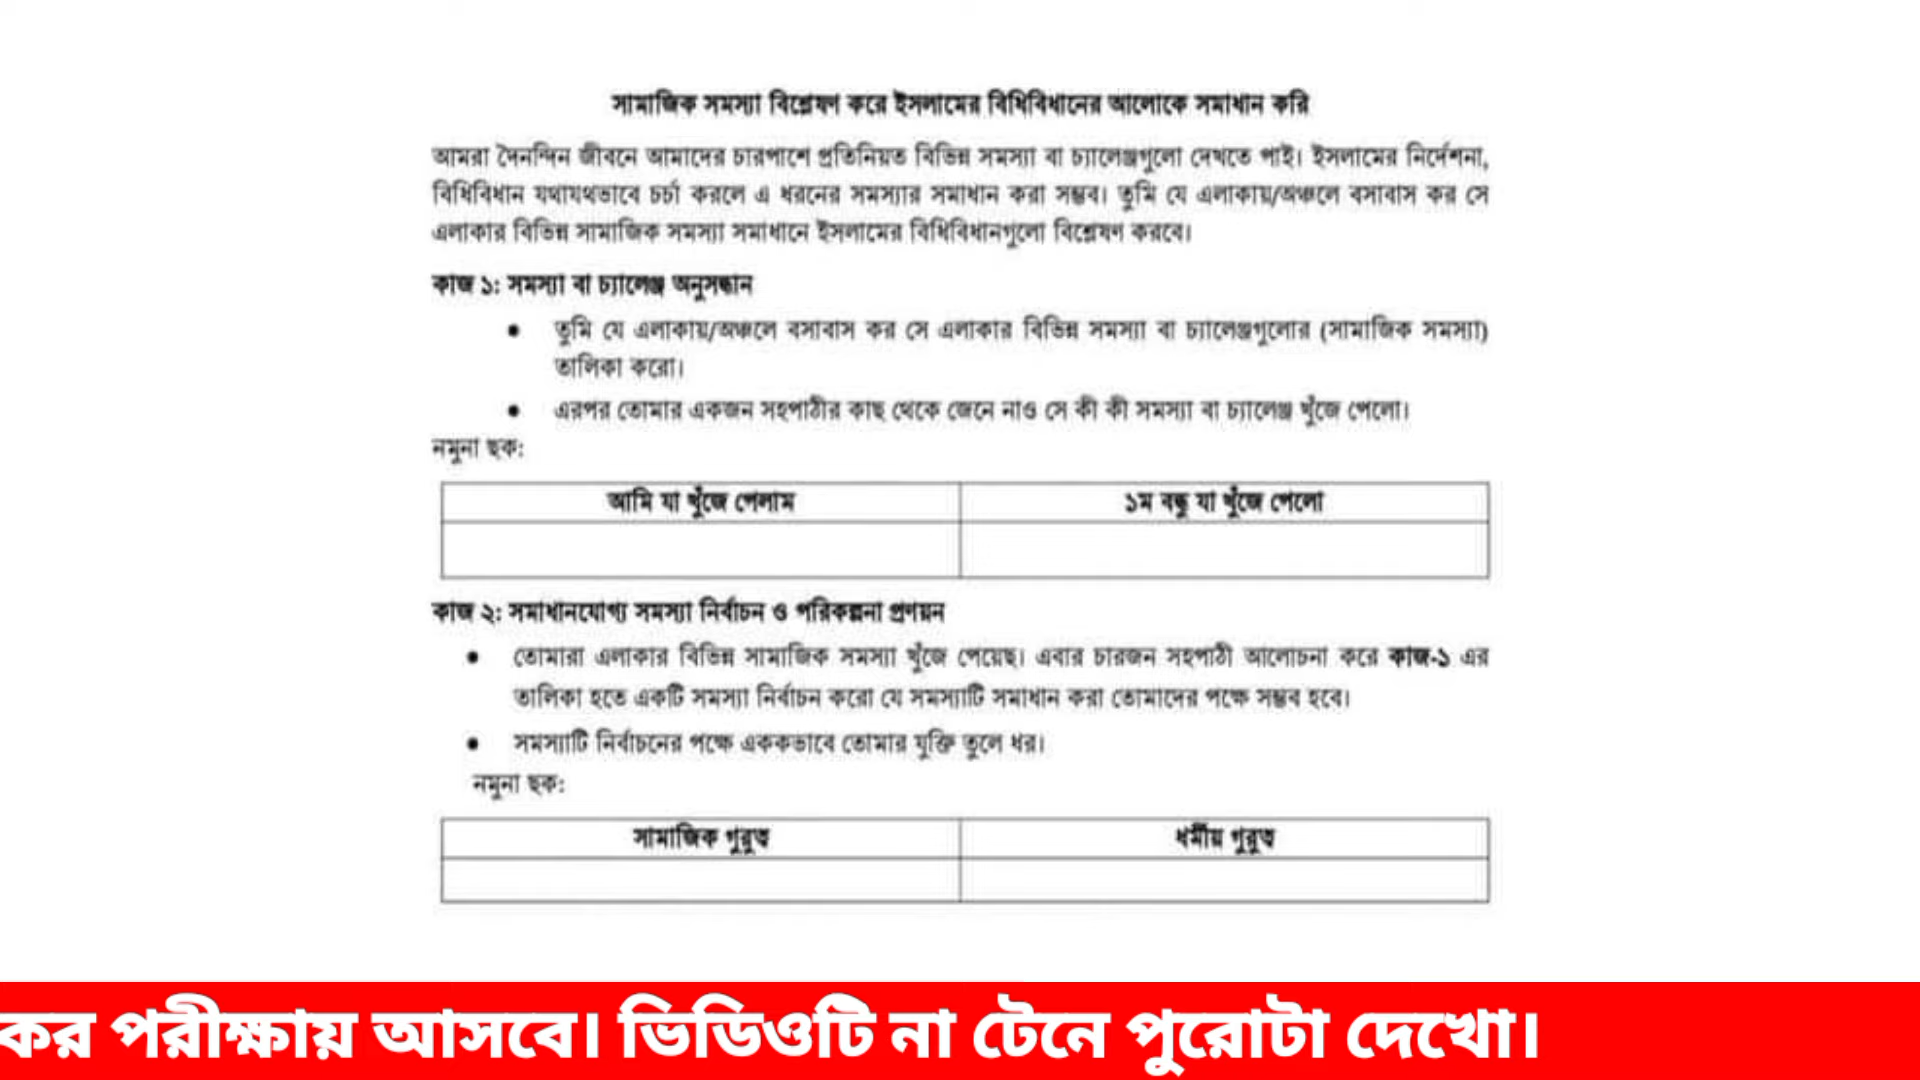 সামাজিক সমস্যা বিশ্লেষণ করে ইসলামের বিধিবিধানের আলোকে সমাধান করি
আমরা দৈনন্দিন জীবনে আমাদের চারপাশে প্রতিনিয়ত বিভিন্ন সমস্যা বা চ্যালেঞ্জগুলো দেখতে পাই। ইসলামের নির্দেশনা,
বিধিবিধান যথাযথভাবে চর্চা করলে এ ধরনের সমস্যার সমাধান করা সম্ভব। তুমি যে এলাকায়/অঞ্চলে বসাবাস কর সে
এলাকার বিভিন্ন সামাজিক সমস্যা সমাধানে ইসলামের বিধিবিধানগুলো বিশ্লেষণ করবে।
কাজ ১: সমস্যা বা চ্যালেঞ্জ অনুসন্ধান
● তুমি যে এলাকায়/অঞ্চলে বসাবাস কর সে এলাকার বিভিন্ন সমস্যা বা চ্যালেঞ্জগুলোর (সামাজিক সমস্যা)
তালিকা করো।
● এরপর তোমার একজন সহপাঠীর কাছ থেকে জেনে নাও সে কী কী সমস্যা বা চ্যালেঞ্জ খুঁজে পেলো।
নমুনা ছক:
আমি যা খুঁজে পেলাম ১ম বন্ধু যা খুঁজে পেলো
কাজ ২: সমাধানযোগ্য সমস্যা নির্বাচন ও পরিকল্পনা প্রণয়ন
● তোমারা এলাকার বিভিন্ন সামাজিক সমস্যা খুঁজে পেয়েছ। এবার চারজন সহপাঠী আলোচনা করে কাজ-১ এর
তালিকা হতে একটি সমস্যা নির্বাচন করো যে সমস্যাটি সমাধান করা তোমাদের পক্ষে সম্ভব হবে।
● সমস্যাটি নির্বাচনের পক্ষে এককভাবে তোমার যুক্তি তুলে ধর।
নমুনা ছক:
সামাজিক গুরুত্ব ধর্মীয় গুরুত্ব
কর পরীক্ষায় আসবে। ভিডিওটি না টেনে পুরোটা দেখো।